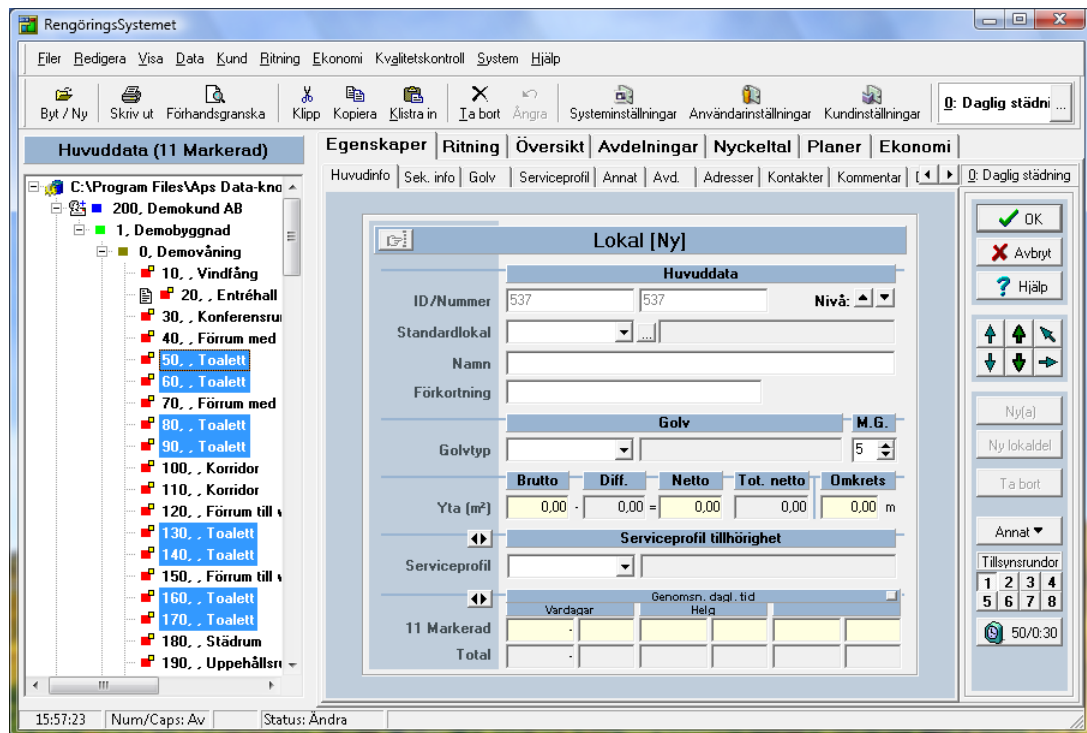 RengöringsSystemet
Filer Redigera Visa Data Kund Ritning Ekonomi Kvalitetskontroll System Hjälp
Byt / Ny Skriv ut Förhandsgranska Klipp Kopiera Klistra in Ta bort Ångra Systeminställningar Användarinställningar Kundinställningar 0: Daglig städni ...
Huvuddata (11 Markerad)
Egenskaper Ritning Översikt Avdelningar Nyckeltal Planer Ekonomi
Huvudinfo Sek. info Golv Serviceprofil Annat Avd. Adresser Kontakter Kommentar
0: Daglig städning
C:\Program Files\Aps Data-kno
200, Demokund AB
1, Demobyggnad
0, Demovåning
10, , Vindfång
20, , Entréhall
30, , Konferensru
40, , Förrum med
50, , Toalett
60, , Toalett
70, , Förrum med
80, , Toalett
90, , Toalett
100, , Korridor
110, , Korridor
120, , Förrum till v
130, , Toalett
140, , Toalett
150, , Förrum till v
160, , Toalett
170, , Toalett
180, , Städrum
190, , Uppehållsru
Lokal [Ny]
Huvuddata
ID/Nummer 537 537 Nivå:
Standardlokal ...
Namn
Förkortning
Golv M.G.
Golvtyp 5
Brutto Diff. Netto Tot. netto Omkrets
Yta (m²) 0,00 - 0,00 = 0,00 0,00 0,00 m
Serviceprofil tillhörighet
Serviceprofil
Genomsn. dagl. tid
Vardagar Helg
11 Markerad -
Total -
OK
Avbryt
Hjälp
Ny(a)
Ny lokaldel
Ta bort
Annat
Tillsynsrundor
1 2 3 4
5 6 7 8
50/0:30
15:57:23 Num/Caps: Av Status: Ändra